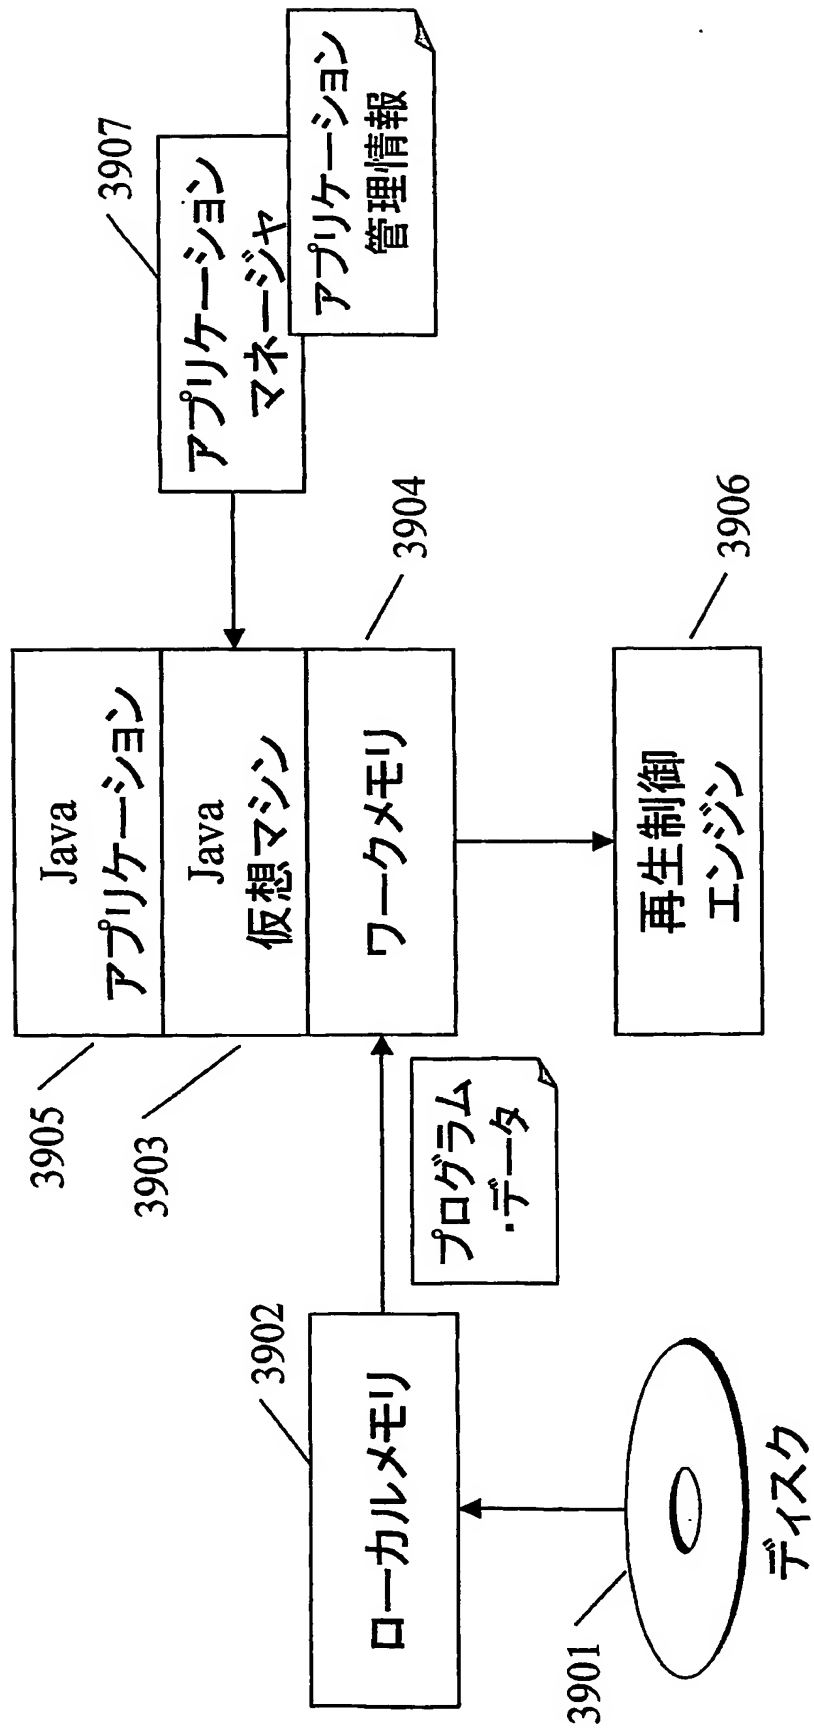 3905
Java
アプリケーション
3903
Java
仮想マシン
ワークメモリ
3904
3907
アプリケーション
マネージャ
アプリケーション
管理情報
3902
ローカルメモリ
プログラム
・データ
再生制御
エンジン
3906
3901
ディスク